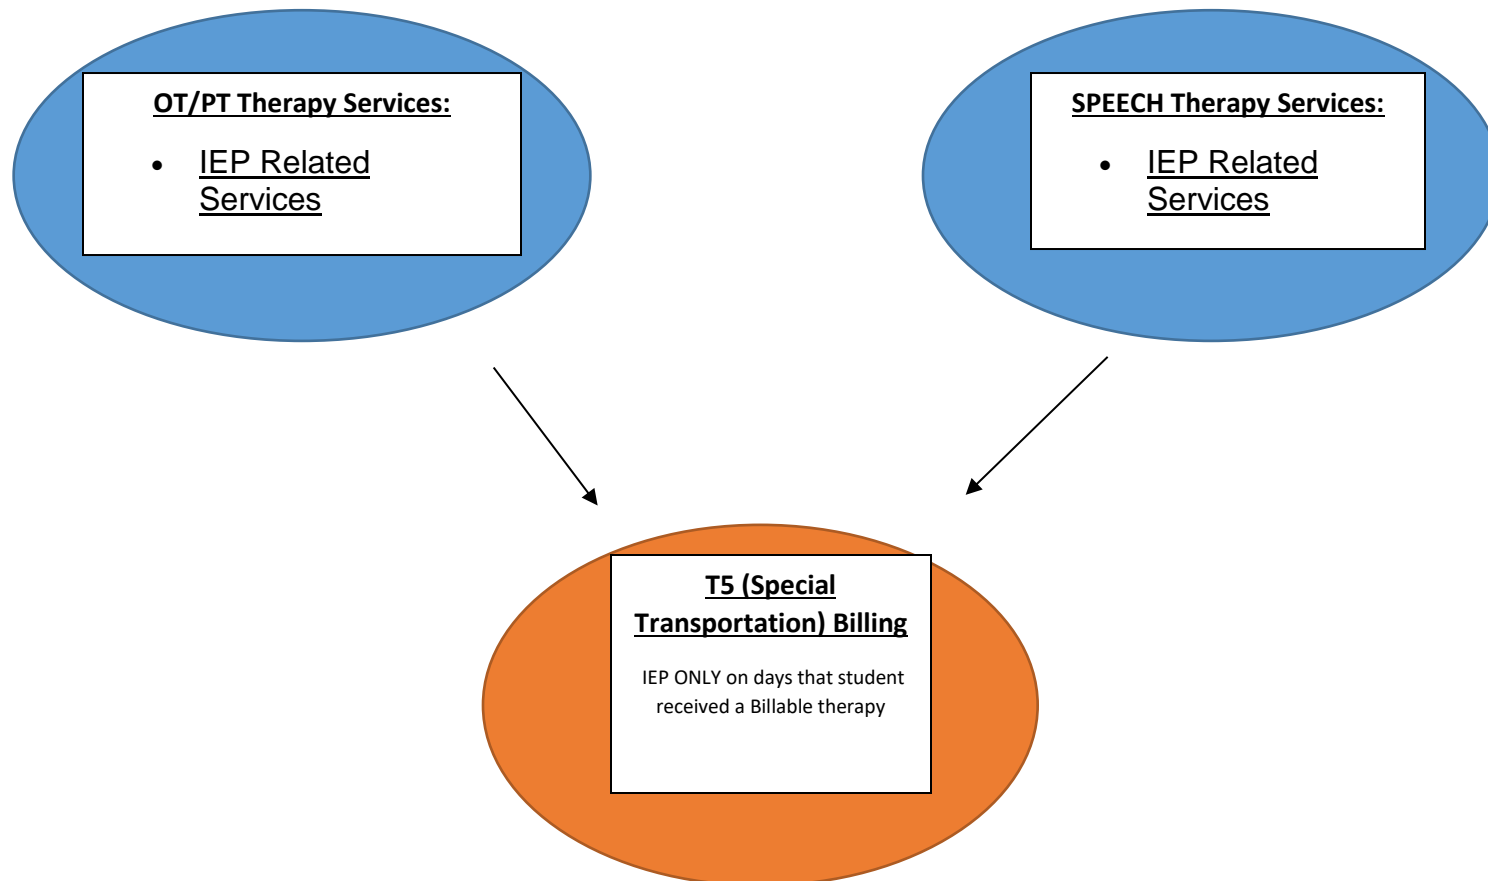 OT/PT Therapy Services:
• IEP Related
Services
SPEECH Therapy Services:
• IEP Related
Services
T5 (Special
Transportation) Billing
IEP ONLY on days that student
received a Billable therapy